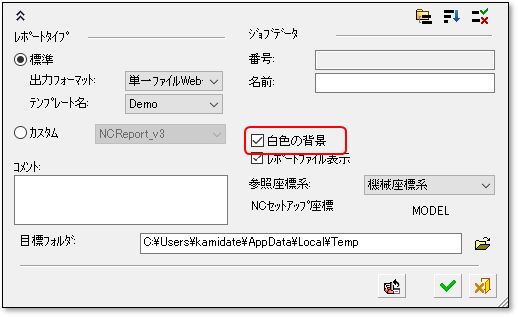 レポートタイプ
標準
出力フォーマット:
単一ファイルWeb
テンプレート名:
Demo
カスタム
NCReport_v3
コメント:
ジョブデータ
番号:
名前:
白色の背景
レポートファイル表示
参照座標系:
機械座標系
NCセットアップ座標
MODEL
目標フォルダ:
C:¥Users¥kamidate¥AppData¥Local¥Temp